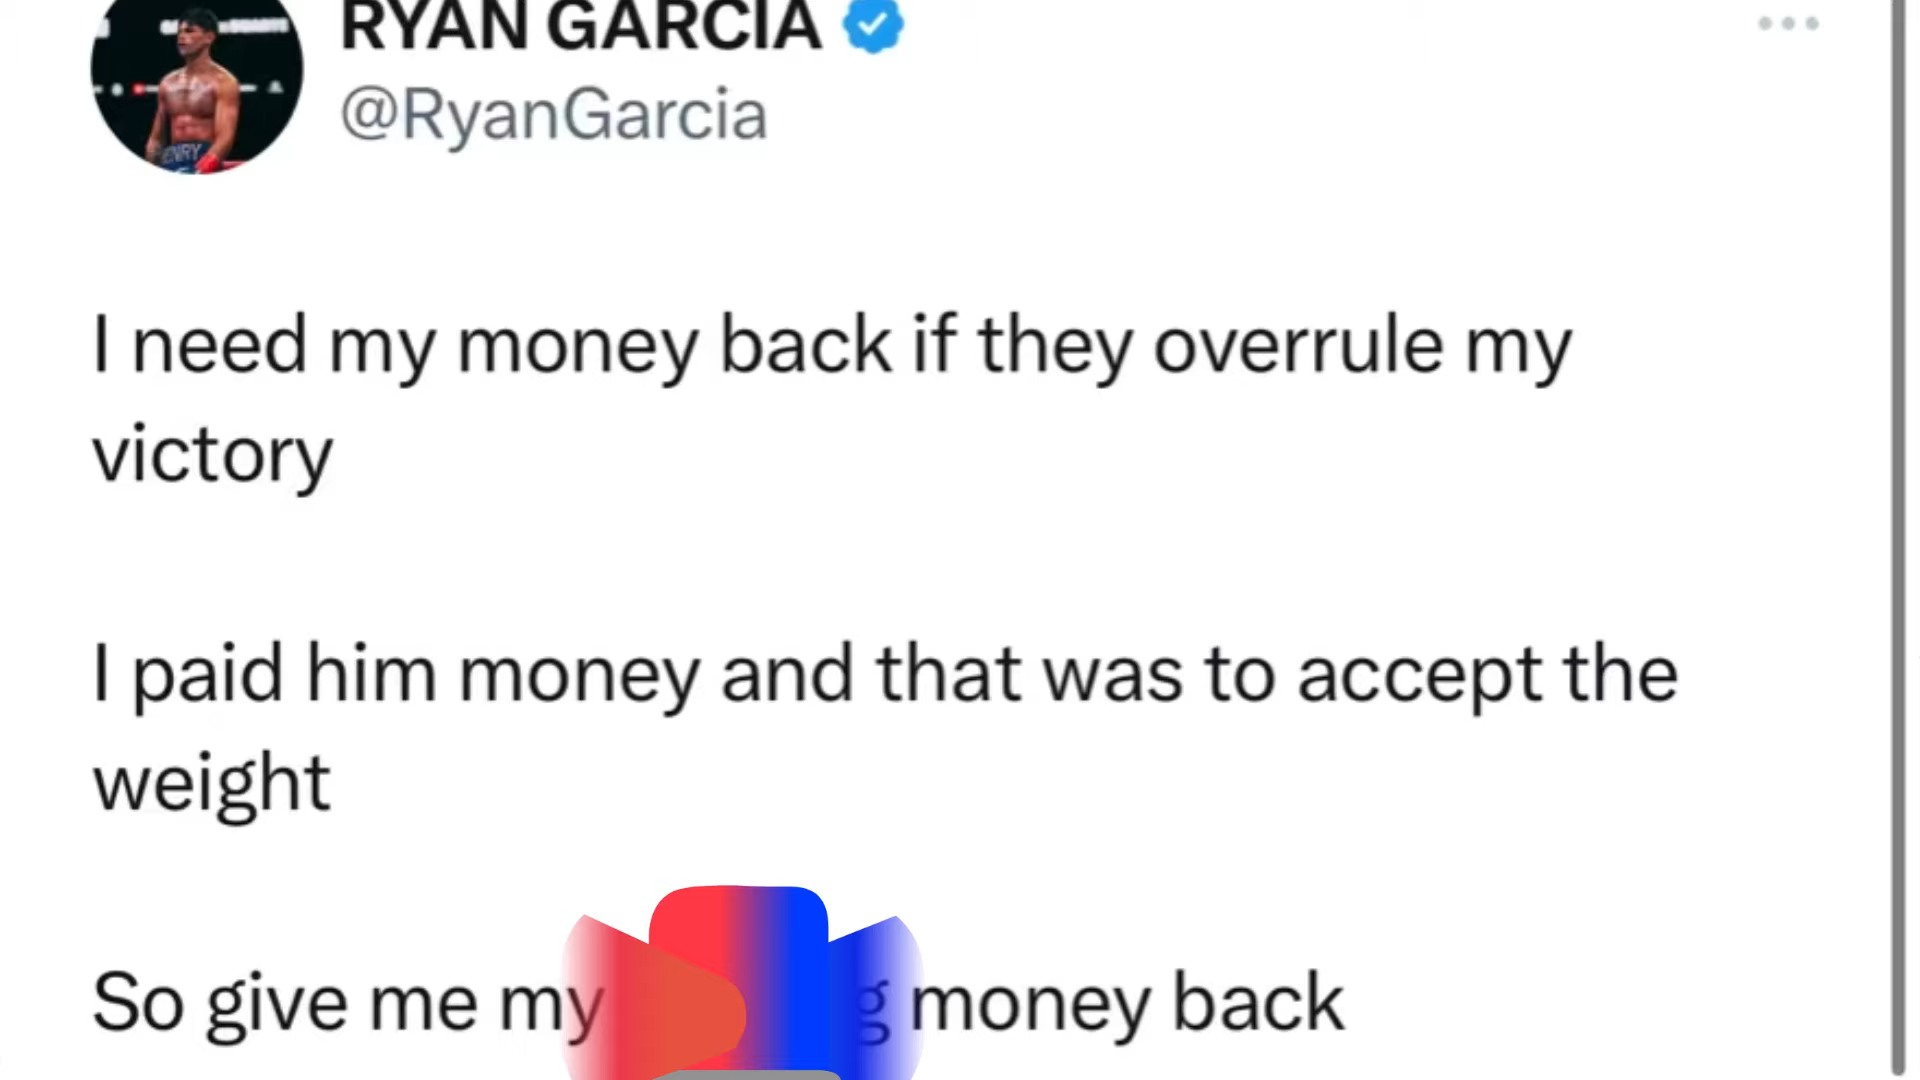 RYAN GARCIA
@RyanGarcia
I need my money back if they overrule my
victory
I paid him money and that was to accept the
weight
So give me my money back